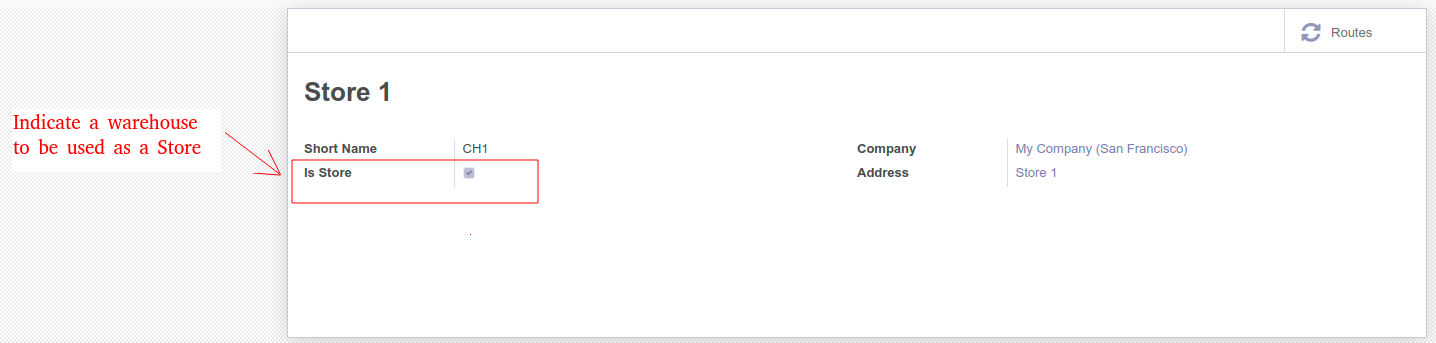 Routes
Store 1
Indicate a warehouse
to be used as a Store
Short Name CH1
Company My Company (San Francisco)
Is Store
Address Store 1